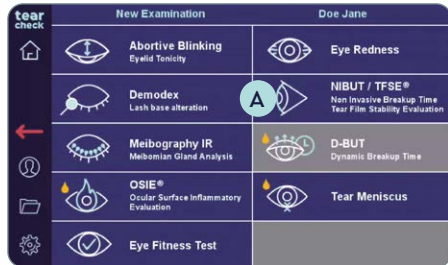 tear
check
New Examination
Doe Jane
Abortive Blinking
Eyelid Tonicity
Eye Redness
Demodex
Lash base alteration
A
NIBUT / TFSE®
Non Invasive Breakup Time
Tear Film Stability Evaluation
Meibography IR
Meibomian Gland Analysis
D-BUT
Dynamic Breakup Time
OSIE®
Ocular Surface Inflammatory
Evaluation
Tear Meniscus
Eye Fitness Test